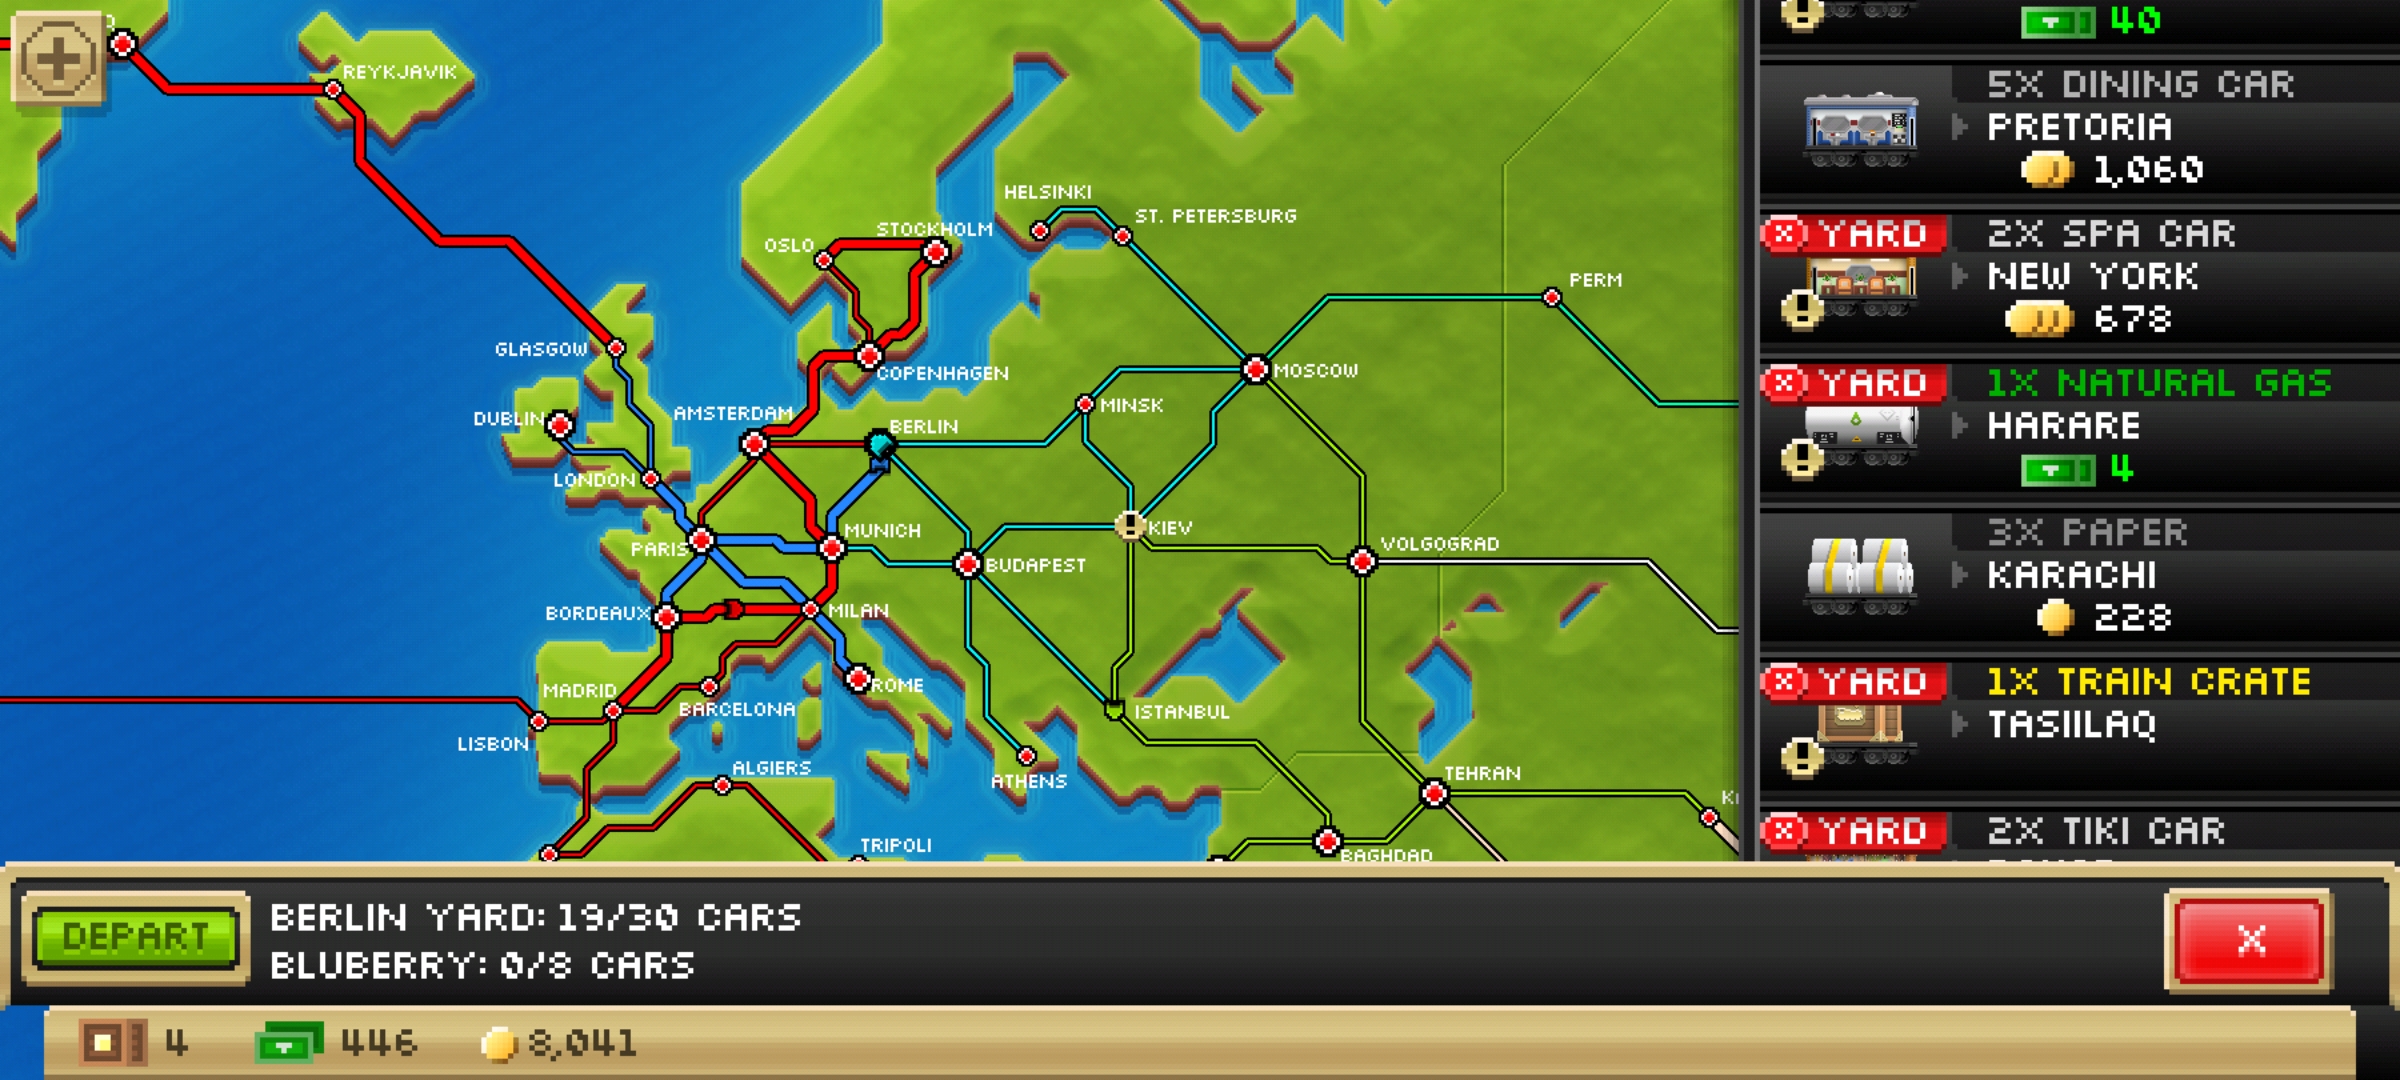 REYKJAVIK
HELSINKI
ST. PETERSBURG
STOCKHOLM
OSLO
PERM
GLASGOW
COPENHAGEN
MOSCOW
DUBLIN
AMSTERDAM
BERLIN
MINSK
LONDON
MUNICH
KIEV
PARIS
VOLGOGRAD
BUDAPEST
BORDEAUX
MILAN
MADRID
ROME
BARCELONA
ISTANBUL
LISBON
ALGIERS
ATHENS
TEHRAN
TRIPOLI
BAGHDAD
40
5X DINING CAR
PRETORIA
1,060
YARD
2X SPA CAR
NEW YORK
678
YARD
1X NATURAL GAS
HARARE
4
3X PAPER
KARACHI
228
YARD
1X TRAIN CRATE
TASIILAQ
YARD
2X TIKI CAR
DEPART
BERLIN YARD: 19/30 CARS
BLUBERRY: 0/8 CARS
X
4
446
8,041